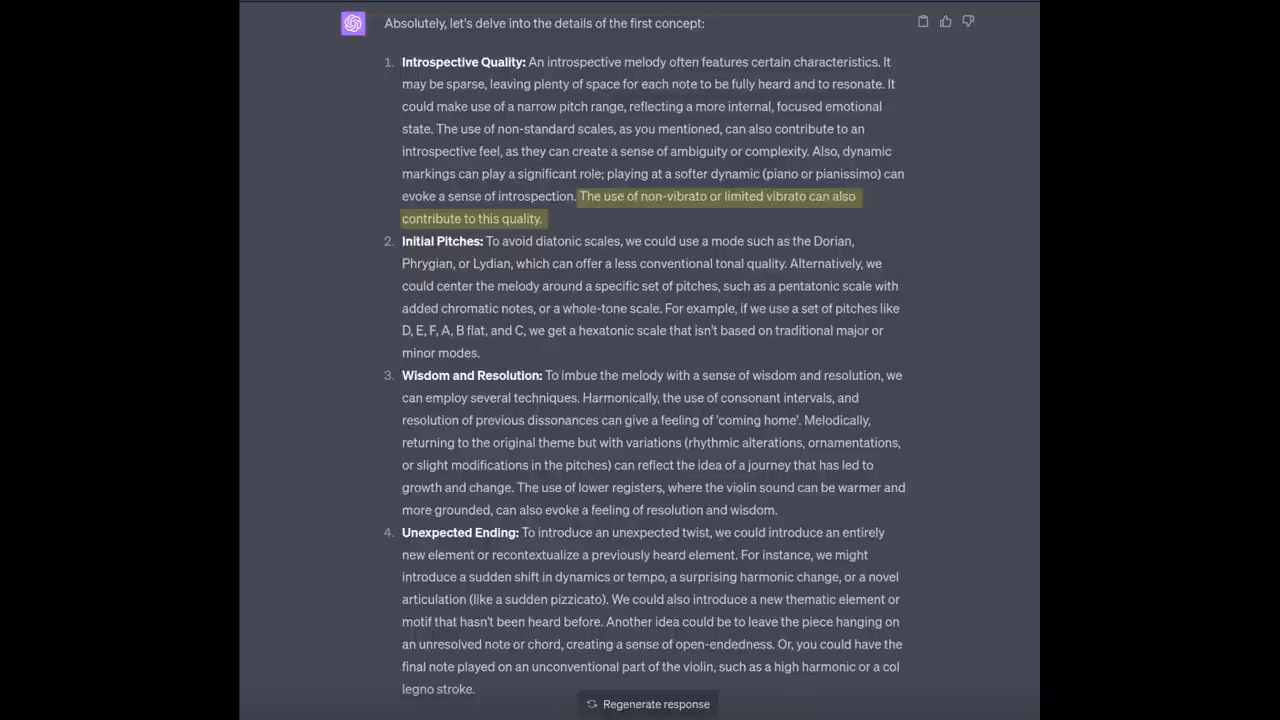 Absolutely, let's delve into the details of the first concept:
1. Introspective Quality: An introspective melody often features certain characteristics. It
may be sparse, leaving plenty of space for each note to be fully heard and to resonate. It
could make use of a narrow pitch range, reflecting a more internal, focused emotional
state. The use of non-standard scales, as you mentioned, can also contribute to an
introspective feel, as they can create a sense of ambiguity or complexity. Also, dynamic
markings can play a significant role; playing at a softer dynamic (piano or pianissimo) can
evoke a sense of introspection. The use of non-vibrato or limited vibrato can also
contribute to this quality.
2. Initial Pitches: To avoid diatonic scales, we could use a mode such as the Dorian,
Phrygian, or Lydian, which can offer a less conventional tonal quality. Alternatively, we
could center the melody around a specific set of pitches, such as a pentatonic scale with
added chromatic notes, or a whole-tone scale. For example, if we use a set of pitches like
D, E, F, A, B flat, and C, we get a hexatonic scale that isn't based on traditional major or
minor modes.
3. Wisdom and Resolution: To imbue the melody with a sense of wisdom and resolution, we
can employ several techniques. Harmonically, the use of consonant intervals, and
resolution of previous dissonances can give a feeling of 'coming home'. Melodically,
returning to the original theme but with variations (rhythmic alterations, ornamentations,
or slight modifications in the pitches) can reflect the idea of a journey that has led to
growth and change. The use of lower registers, where the violin sound can be warmer and
more grounded, can also evoke a feeling of resolution and wisdom.
4. Unexpected Ending: To introduce an unexpected twist, we could introduce an entirely
new element or recontextualize a previously heard element. For instance, we might
introduce a sudden shift in dynamics or tempo, a surprising harmonic change, or a novel
articulation (like a sudden pizzicato). We could also introduce a new thematic element or
motif that hasn't been heard before. Another idea could be to leave the piece hanging on
an unresolved note or chord, creating a sense of open-endedness. Or, you could have the
final note played on an unconventional part of the violin, such as a high harmonic or a col
legno stroke.
Regenerate response